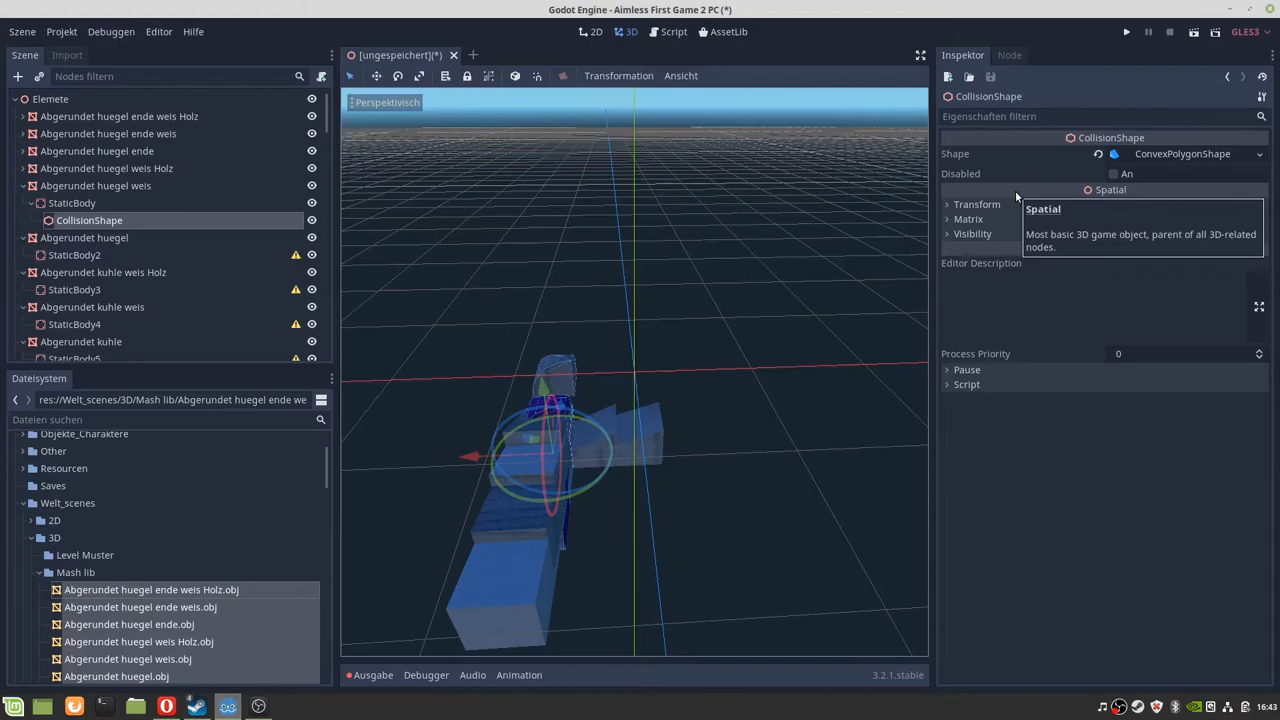 Godot Engine - Aimless First Game 2 PC (*)
Szene Projekt Debuggen Editor Hilfe
2D 3D Script AssetLib
GLES3
Szene Import
[ungespeichert](*)
Inspektor Node
Nodes filtern
Transformation Ansicht
Elemete
Abgerundet huegel ende weis Holz
Abgerundet huegel ende weis
Abgerundet huegel ende
Abgerundet huegel weis Holz
Abgerundet huegel weis
StaticBody
CollisionShape
Abgerundet huegel
StaticBody2
Abgerundet kuhle weis Holz
StaticBody3
Abgerundet kuhle weis
StaticBody4
Abgerundet kuhle
StaticBody5
Perspektivisch
CollisionShape
Eigenschaften filtern
CollisionShape
Shape ConvexPolygonShape
Disabled An
Spatial
Transform
Matrix
Visibility
Spatial
Most basic 3D game object, parent of all 3D-related
nodes.
Editor Description
Process Priority 0
Pause
Script
Dateisystem
res://Welt_scenes/3D/Mash lib/Abgerundet huegel ende we
Dateien suchen
Objekte_Charaktere
Other
Resourcen
Saves
Welt_scenes
2D
3D
Level Muster
Mash lib
Abgerundet huegel ende weis Holz.obj
Abgerundet huegel ende weis.obj
Abgerundet huegel ende.obj
Abgerundet huegel weis Holz.obj
Abgerundet huegel weis.obj
Abgerundet huegel.obj
Ausgabe Debugger Audio Animation
3.2.1.stable
16:43